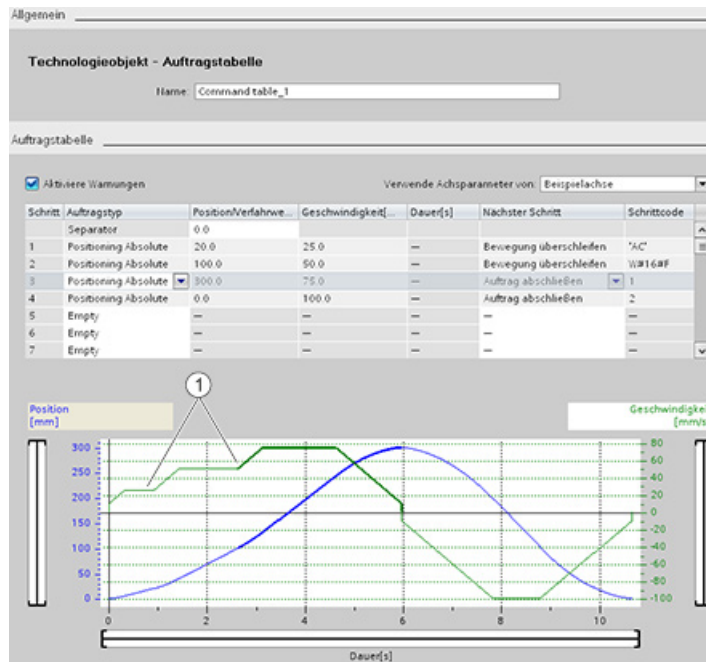 Allgemein
Technologieobjekt - Auftragstabelle
Name: Command table_1
Auftragstabelle
Aktiviere Warnungen
Verwende Achsparameter von: Beispielachse
Schritt Auftragstyp Position/Verfahrwe... Geschwindigkeit[... Dauer[s] Nächster Schritt Schrittcode
Separator 0.0
1 Positioning Absolute 20.0 25.0 — Bewegung überschleifen "AC"
2 Positioning Absolute 100.0 50.0 — Bewegung überschleifen W#16#F
3 Positioning Absolute 300.0 75.0 — Auftrag abschließen 1
4 Positioning Absolute 0.0 100.0 — Auftrag abschließen 2
5 Empty — — — — —
6 Empty — — — — —
7 Empty — — — — —
1
Position
[mm]
Geschwindigkei
[mm/s
300
250
200
150
100
50
0
80
60
40
20
0
-20
-40
-60
-80
-100
0 2 4 6 8 10
Dauer[s]